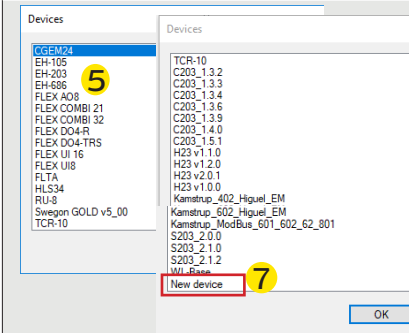 Devices
CGEM24
EH-105
EH-203
EH-686
FLEX AO8
FLEX COMBI 21
FLEX COMBI 32
FLEX DO4-R
FLEX DO4-TRS
FLEX UI 16
FLEX UI8
FLTA
HLS34
RU-8
Swegon GOLD v5_00
TCR-10
5
Devices
TCR-10
C203_1.3.2
C203_1.3.3
C203_1.3.4
C203_1.3.6
C203_1.3.9
C203_1.4.0
C203_1.5.1
H23 v1.1.0
H23 v1.2.0
H23 v2.0.1
H23 v1.0.0
Kamstrup_402_Higuel_EM
Kamstrup_602_Higuel_EM
Kamstrup_ModBus_601_602_62_801
S203_2.0.0
S203_2.1.0
S203_2.1.2
WL-Base
New device
7
OK